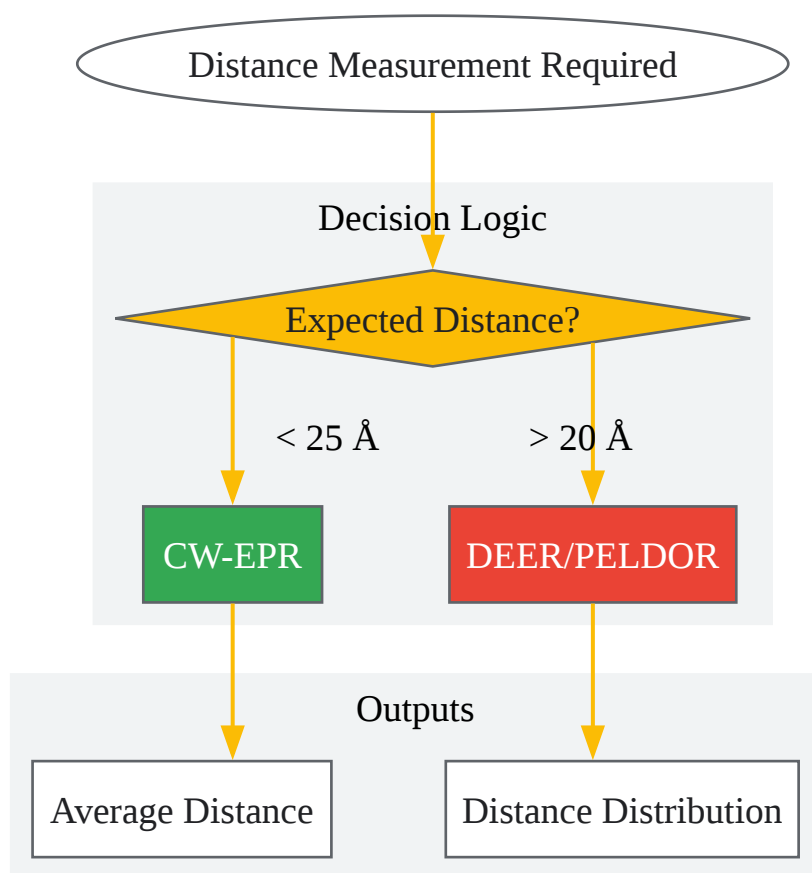 Distance Measurement Required
Decision Logic
Expected Distance?
< 25 Å
> 20 Å
CW-EPR
DEER/PELDOR
Outputs
Average Distance
Distance Distribution